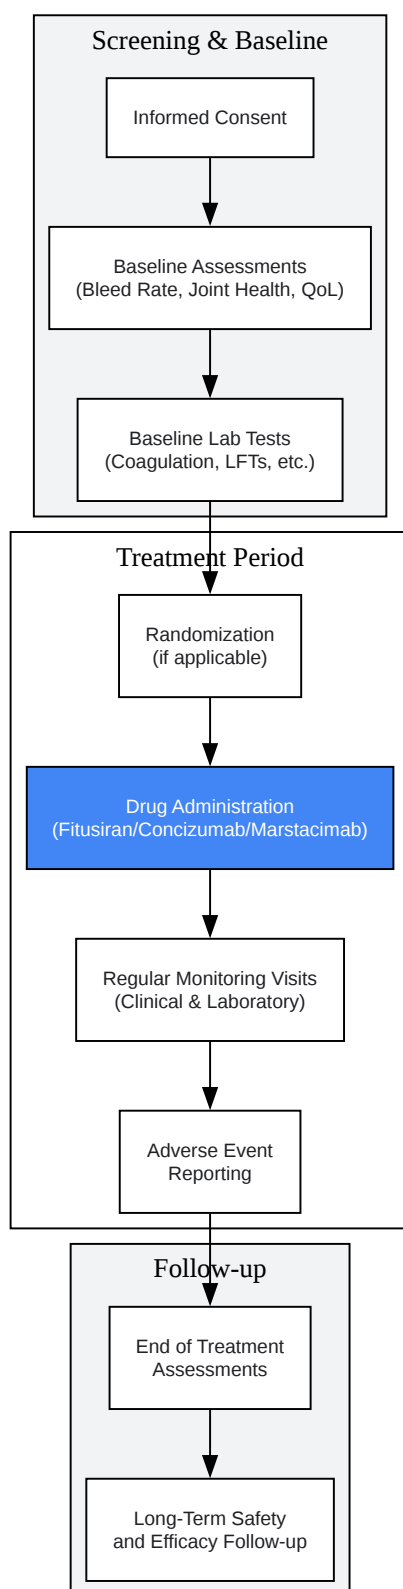 Screening & Baseline
Informed Consent
Baseline Assessments
(Bleed Rate, Joint Health, QoL)
Baseline Lab Tests
(Coagulation, LFTs, etc.)
Treatment Period
Randomization
(if applicable)
Drug Administration
(Fitusiran/Concizumab/Marstacimab)
Regular Monitoring Visits
(Clinical & Laboratory)
Adverse Event
Reporting
Follow-up
End of Treatment
Assessments
Long-Term Safety
and Efficacy Follow-up